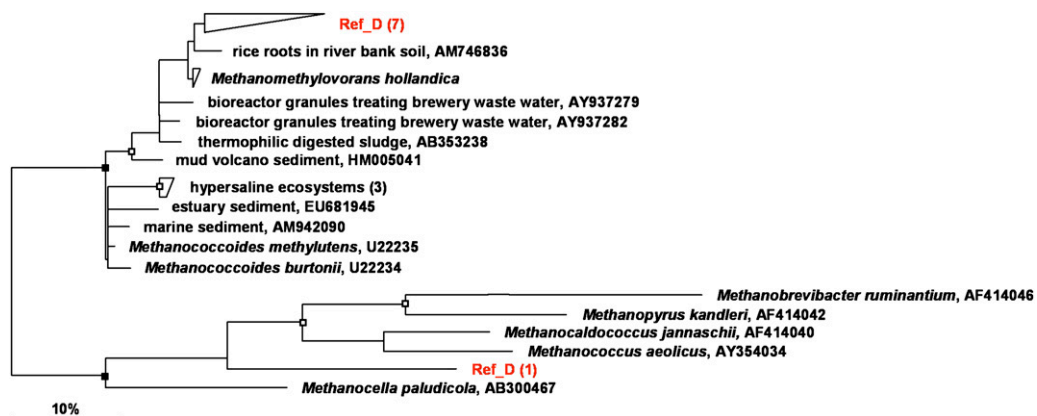 Ref_D (7)
rice roots in river bank soil, AM746836
Methanomethylovorans hollandica
bioreactor granules treating brewery waste water, AY937279
bioreactor granules treating brewery waste water, AY937282
thermophilic digested sludge, AB353238
mud volcano sediment, HM005041
hypersaline ecosystems (3)
estuary sediment, EU681945
marine sediment, AM942090
Methanococcoides methylutens, U22235
Methanococcoides burtonii, U22234
Methanobrevibacter ruminantium, AF414046
Methanopyrus kandleri, AF414042
Methanocaldococcus jannaschii, AF414040
Methanococcus aeolicus, AY354034
Ref_D (1)
Methanocella paludicola, AB300467
10%